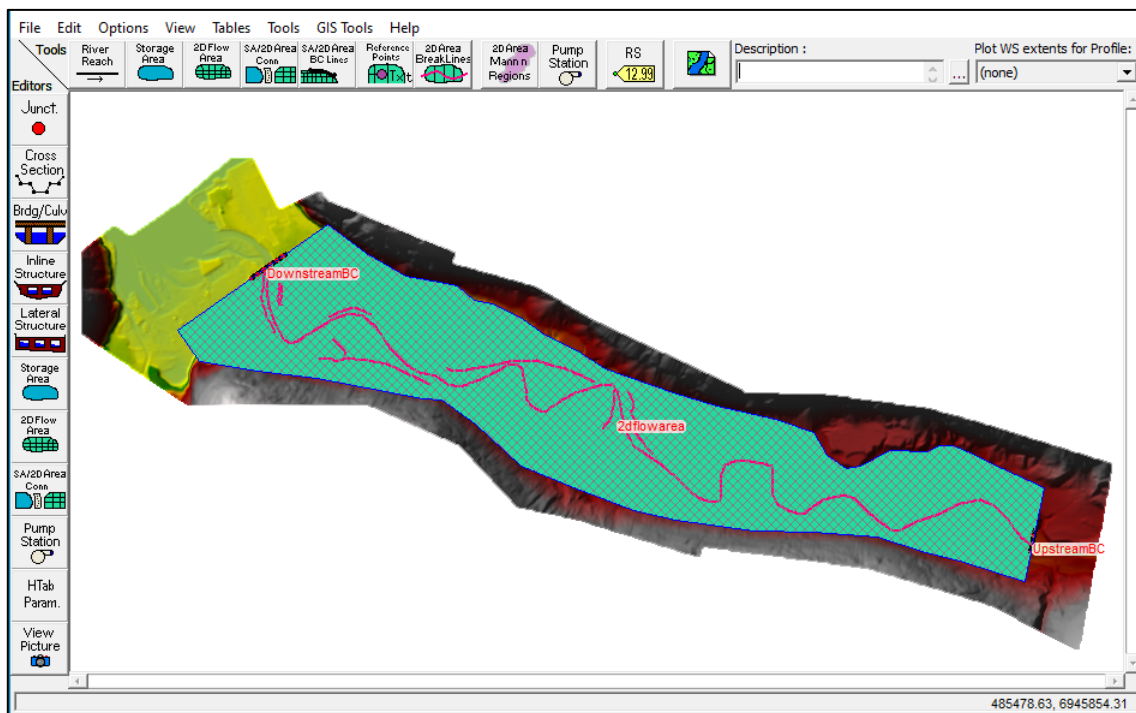 File Edit Options View Tables Tools GIS Tools Help
Tools
Editors
River
Reach
Storage
Area
2D Flow
Area
SA/2D Area
Conn
SA/2D Area
BC Lines
Reference
Points
2D Area
BreakLines
2D Area
Mann n
Regions
Pump
Station
RS
12.99
Description :
...
Plot WS extents for Profile:
(none)
Junct.
Cross
Section
Brdg/Culv
Inline
Structure
Lateral
Structure
Storage
Area
2D Flow
Area
SA/2D Area
Conn
Pump
Station
HTab
Param.
View
Picture
DownstreamBC
2dflowarea
UpstreamBC
485478.63, 6945854.31